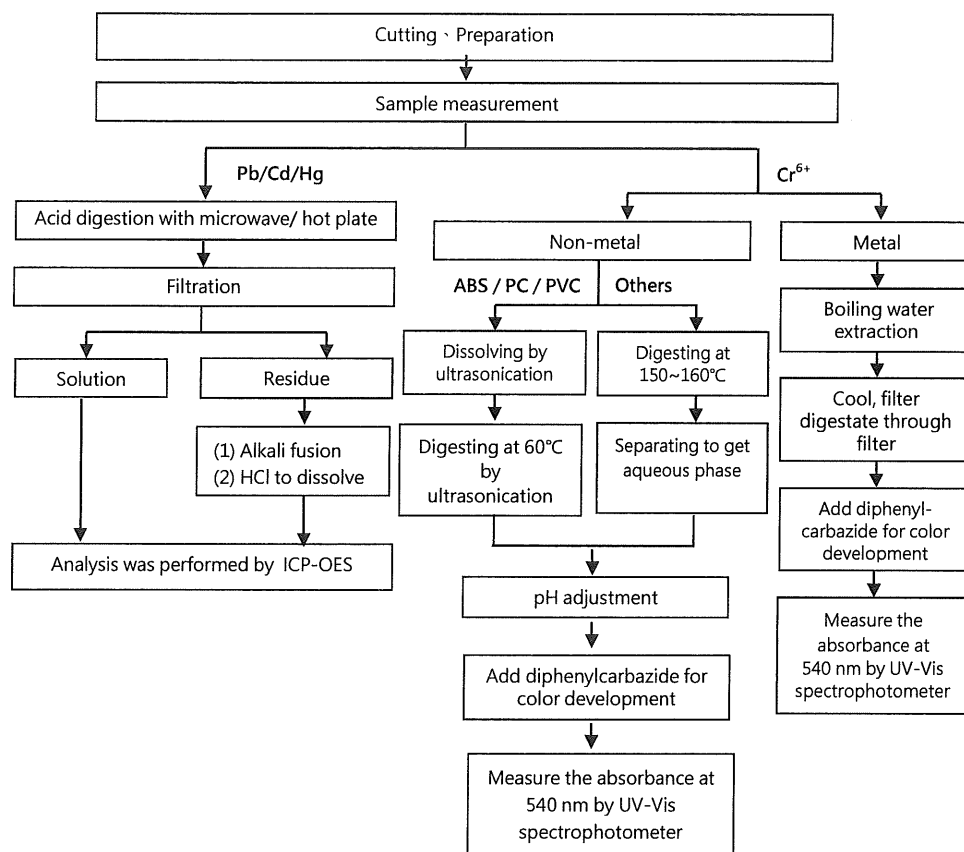 Cutting、Preparation
Sample measurement
Pb/Cd/Hg
Cr⁶⁺
Acid digestion with microwave/ hot plate
Non-metal
Metal
Filtration
ABS / PC / PVC
Others
Boiling water
extraction
Solution
Residue
Dissolving by
ultrasonication
Digesting at
150~160℃
Cool, filter
digestate through
filter
(1) Alkali fusion
(2) HCl to dissolve
Digesting at 60℃
by
ultrasonication
Separating to get
aqueous phase
Add diphenyl-
carbazide for color
development
Analysis was performed by ICP-OES
pH adjustment
Measure the
absorbance at
540 nm by UV-Vis
spectrophotometer
Add diphenylcarbazide for
color development
Measure the absorbance at
540 nm by UV-Vis
spectrophotometer